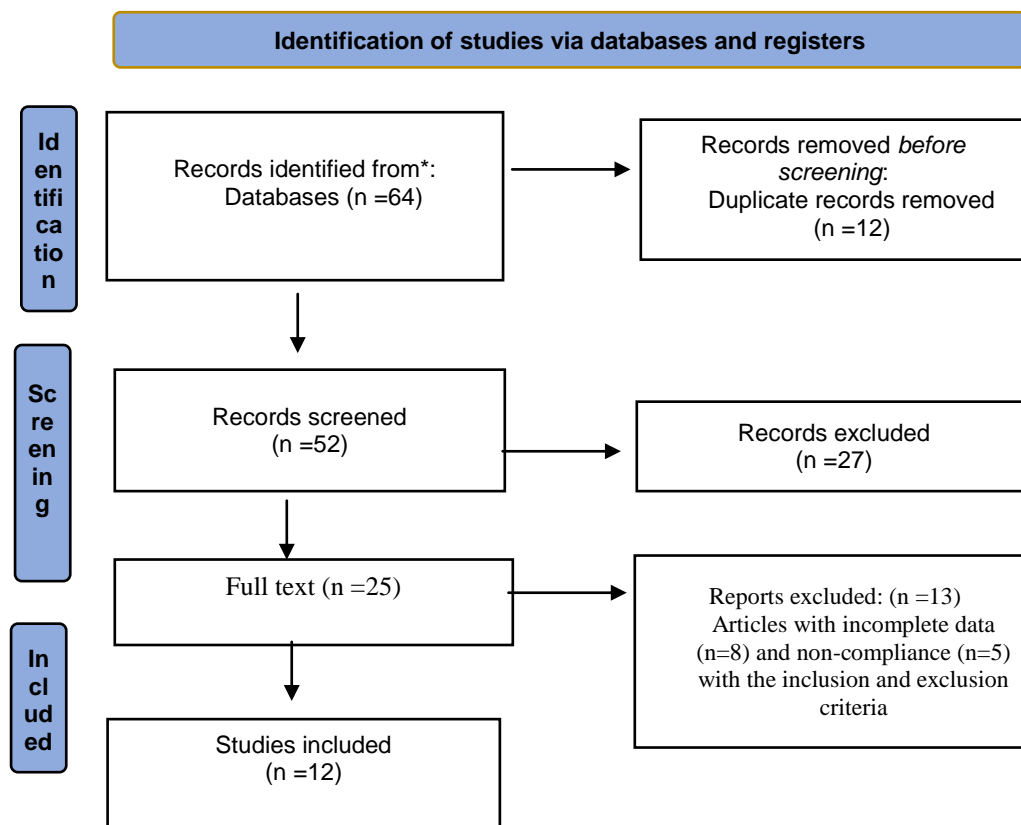 Identification of studies via databases and registers
Id
en
tifi
ca
tio
n
Records identified from*:
Databases (n =64)
Records removed before
screening:
Duplicate records removed
(n =12)
Sc
re
en
in
g
Records screened
(n =52)
Records excluded
(n =27)
Full text (n =25)
Reports excluded: (n =13)
Articles with incomplete data
(n=8) and non-compliance (n=5)
with the inclusion and exclusion
criteria
In
cl
ud
ed
Studies included
(n =12)